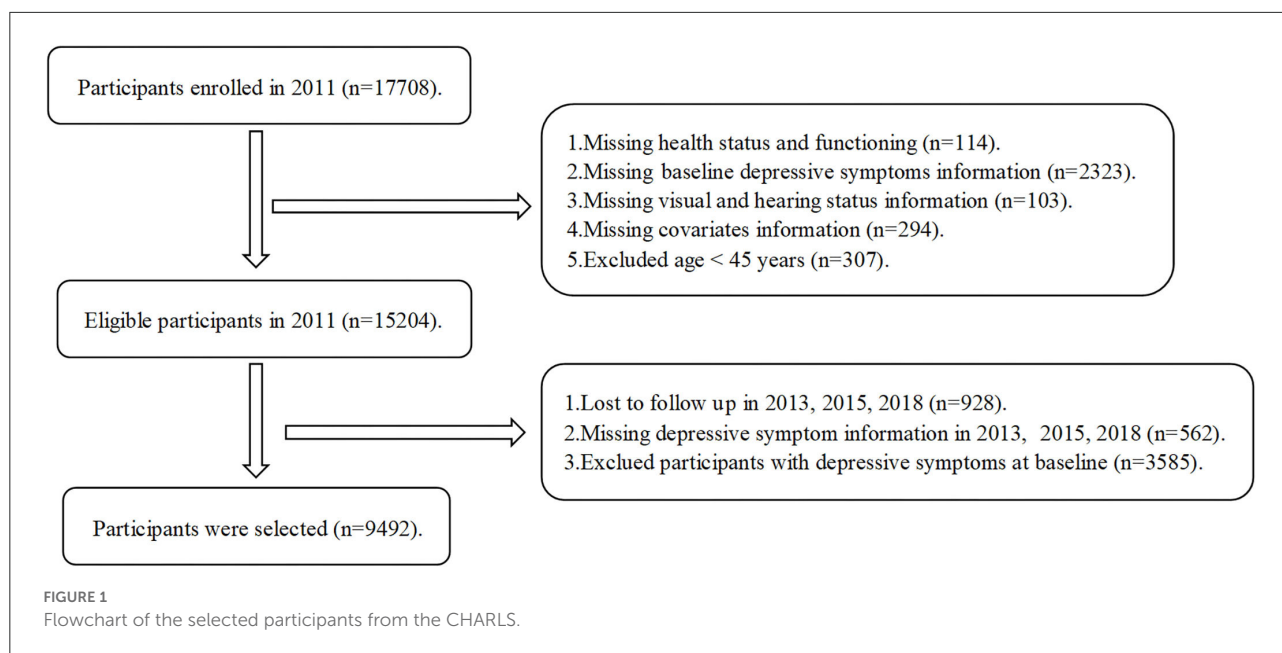 Participants enrolled in 2011 (n=17708).
1.Missing health status and functioning (n=114).
2.Missing baseline depressive symptoms information (n=2323).
3.Missing visual and hearing status information (n=103).
4.Missing covariates information (n=294).
5.Excluded age < 45 years (n=307).
Eligible participants in 2011 (n=15204).
1.Lost to follow up in 2013, 2015, 2018 (n=928).
2.Missing depressive symptom information in 2013, 2015, 2018 (n=562).
3.Exclued participants with depressive symptoms at baseline (n=3585).
Participants were selected (n=9492).
FIGURE 1
Flowchart of the selected participants from the CHARLS.